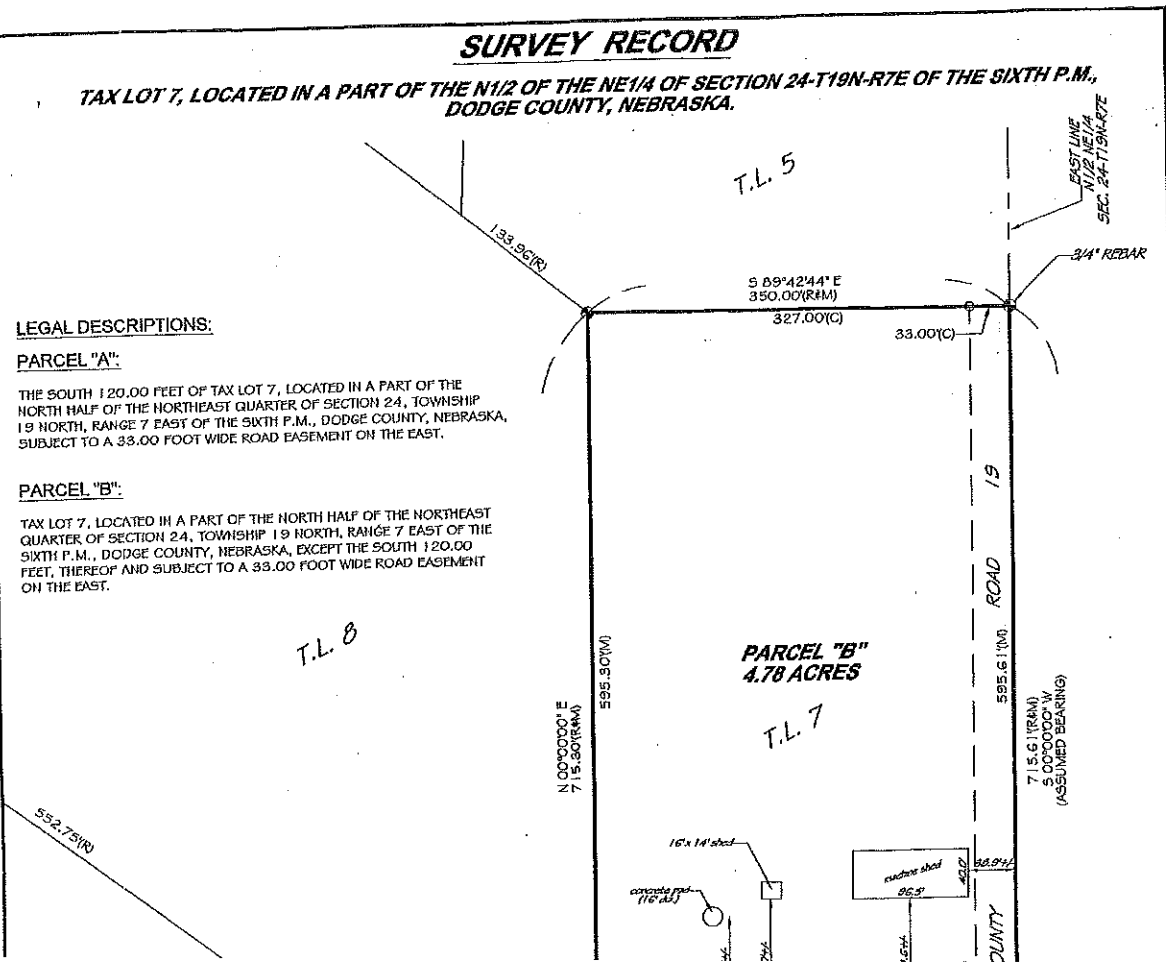 SURVEY RECORD
TAX LOT 7, LOCATED IN A PART OF THE N1/2 OF THE NE1/4 OF SECTION 24-T19N-R7E OF THE SIXTH P.M.,
DODGE COUNTY, NEBRASKA.
T.L. 5
EAST LINE
N1/2 NE1/4
SEC. 24-T19N-R7E
133.96'(R)
3/4" REBAR
S 89°42'44" E
350.00'(R&M)
327.00'(C)
33.00'(C)
LEGAL DESCRIPTIONS:
PARCEL "A":
THE SOUTH 120.00 FEET OF TAX LOT 7, LOCATED IN A PART OF THE
NORTH HALF OF THE NORTHEAST QUARTER OF SECTION 24, TOWNSHIP
19 NORTH, RANGE 7 EAST OF THE SIXTH P.M., DODGE COUNTY, NEBRASKA,
SUBJECT TO A 33.00 FOOT WIDE ROAD EASEMENT ON THE EAST.
PARCEL "B":
TAX LOT 7, LOCATED IN A PART OF THE NORTH HALF OF THE NORTHEAST
QUARTER OF SECTION 24, TOWNSHIP 19 NORTH, RANGE 7 EAST OF THE
SIXTH P.M., DODGE COUNTY, NEBRASKA, EXCEPT THE SOUTH 120.00
FEET, THEREOF AND SUBJECT TO A 33.00 FOOT WIDE ROAD EASEMENT
ON THE EAST.
T.L. 8
595.30'(M)
N 00°00'00" E
715.30'(R&M)
PARCEL "B"
4.78 ACRES
T.L. 7
OUNTY ROAD 19
595.61'(M)
715.61'(R&M)
S 00°00'00" W
(ASSUMED BEARING)
552.75'(R)
16' x 14' shed
concrete pad
(16' dia.)
machine shed
96.5'
40.0'
38.9'+/-